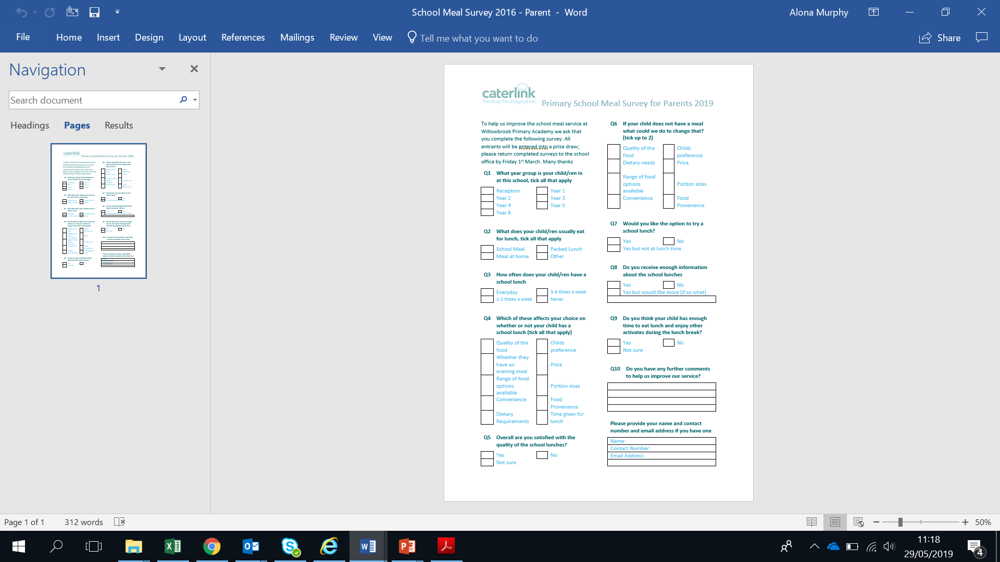 School Meal Survey 2016 - Parent - Word
Alona Murphy
File
Home
Insert
Design
Layout
References
Mailings
Review
View
Tell me what you want to do
Share
Navigation
Search document
Headings
Pages
Results
1
caterlink
feeding the imagination
Primary School Meal Survey for Parents 2019
To help us improve the school meal service at
Willowbrook Primary Academy we ask that
you complete the following survey. All
entrants will be entered into a prize draw;
please return completed surveys to the school
office by Friday 1st March. Many thanks
Q1 What year group is your child/ren in
at this school, tick all that apply
Reception Year 1
Year 2 Year 3
Year 4 Year 5
Year 6
Q2 What does your child/ren usually eat
for lunch, tick all that apply
School Meal Packed Lunch
Meal at home Other
Q3 How often does your child/ren have a
school lunch
Everyday 3-4 times a week
1-2 times a week Never
Q4 Which of these affects your choice on
whether or not your child has a
school lunch (tick all that apply)
Quality of the Childs
food preference
Whether they
have an Price
evening meal
Range of food
options Portion sizes
available
Convenience Food
Provenance
Dietary Time given for
Requirements lunch
Q5 Overall are you satisfied with the
quality of the school lunches?
Yes No
Not sure
Q6 If your child does not have a meal
what could we do to change that?
(tick up to 2)
Quality of the Childs
food preference
Dietary needs Price
Range of food
options Portion sizes
available
Convenience Food
Provenance
Q7 Would you like the option to try a
school lunch?
Yes No
Yes but not at lunch time
Q8 Do you receive enough information
about the school lunches
Yes No
Yes but would like more (if so what)
Q9 Do you think your child has enough
time to eat lunch and enjoy other
activates during the lunch break?
Yes No
Not sure
Q10 Do you have any further comments
to help us improve our service?
Please provide your name and contact
number and email address if you have one
Name:
Contact Number:
Email Address:
Page 1 of 1
312 words
50%
11:18
29/05/2019
4